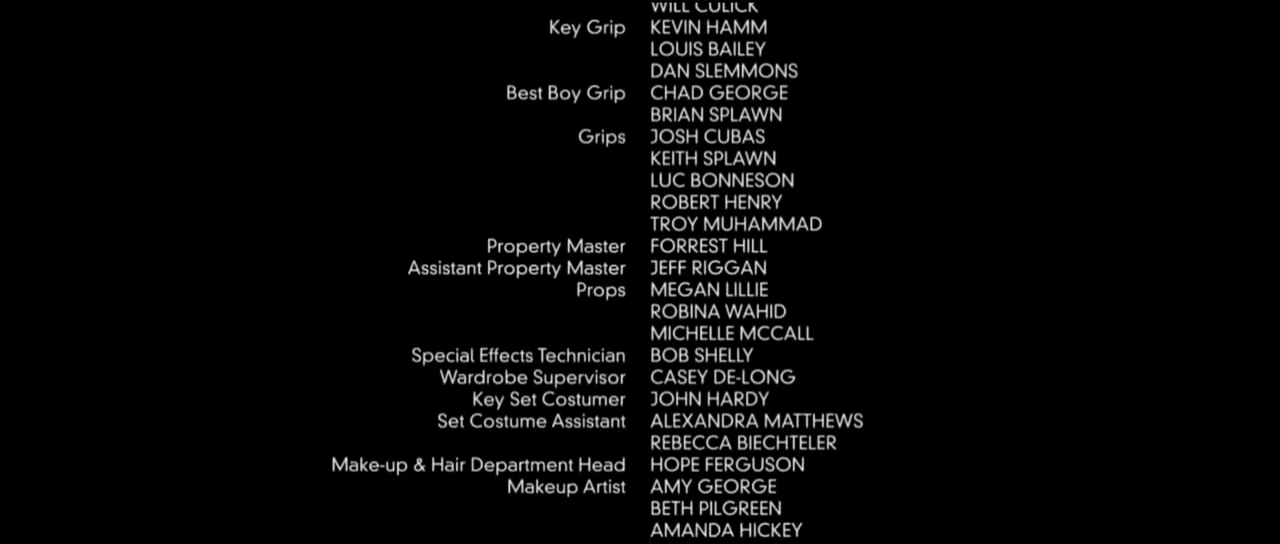 WILL CULICK
Key Grip KEVIN HAMM
LOUIS BAILEY
DAN SLEMMONS
Best Boy Grip CHAD GEORGE
BRIAN SPLAWN
Grips JOSH CUBAS
KEITH SPLAWN
LUC BONNESON
ROBERT HENRY
TROY MUHAMMAD
Property Master FORREST HILL
Assistant Property Master JEFF RIGGAN
Props MEGAN LILLIE
ROBINA WAHID
MICHELLE MCCALL
Special Effects Technician BOB SHELLY
Wardrobe Supervisor CASEY DE-LONG
Key Set Costumer JOHN HARDY
Set Costume Assistant ALEXANDRA MATTHEWS
REBECCA BIECHTELER
Make-up & Hair Department Head HOPE FERGUSON
Makeup Artist AMY GEORGE
BETH PILGREEN
AMANDA HICKEY